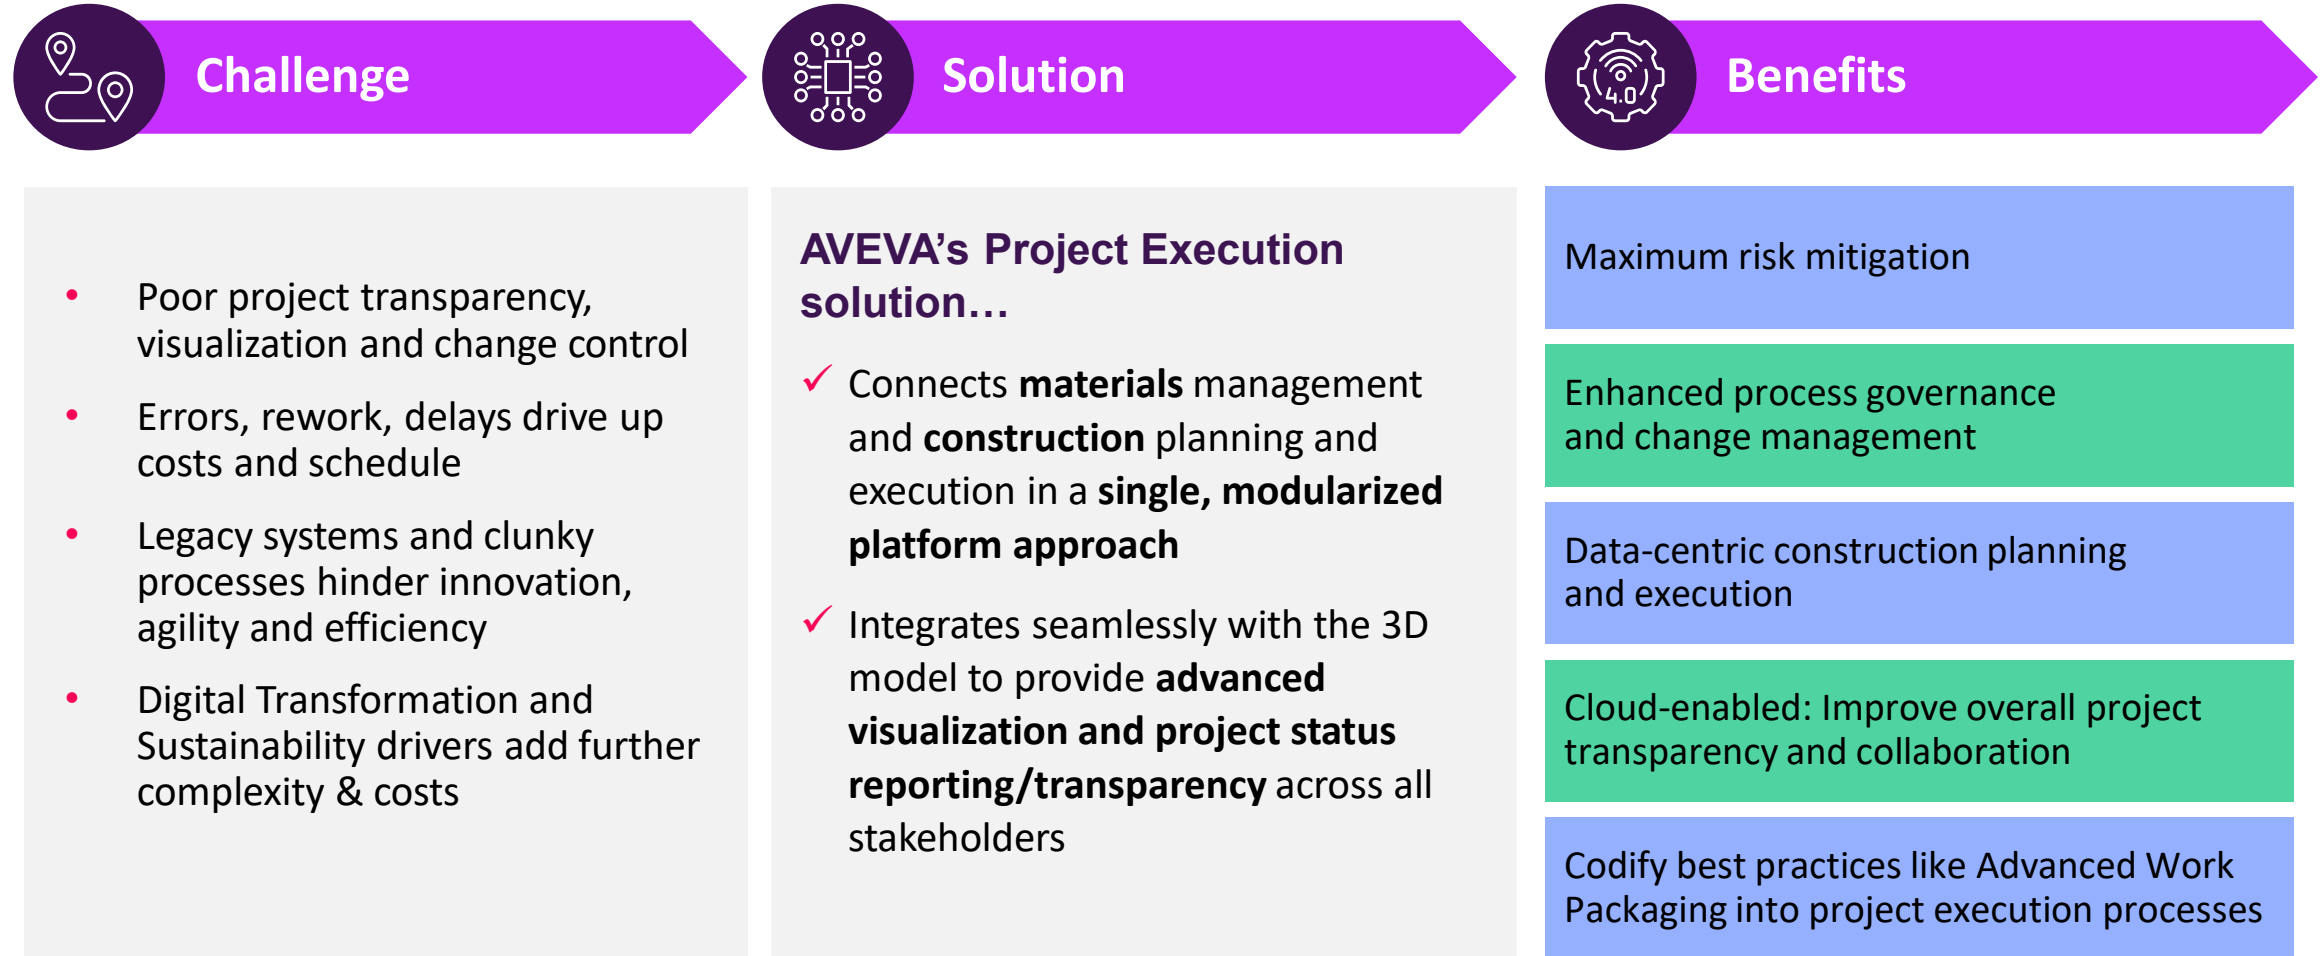 Challenge
• Poor project transparency,
visualization and change control
• Errors, rework, delays drive up
costs and schedule
• Legacy systems and clunky
processes hinder innovation,
agility and efficiency
• Digital Transformation and
Sustainability drivers add further
complexity & costs
Solution
AVEVA’s Project Execution
solution…
✓ Connects materials management
and construction planning and
execution in a single, modularized
platform approach
✓ Integrates seamlessly with the 3D
model to provide advanced
visualization and project status
reporting/transparency across all
stakeholders
4.0
Benefits
Maximum risk mitigation
Enhanced process governance
and change management
Data-centric construction planning
and execution
Cloud-enabled: Improve overall project
transparency and collaboration
Codify best practices like Advanced Work
Packaging into project execution processes